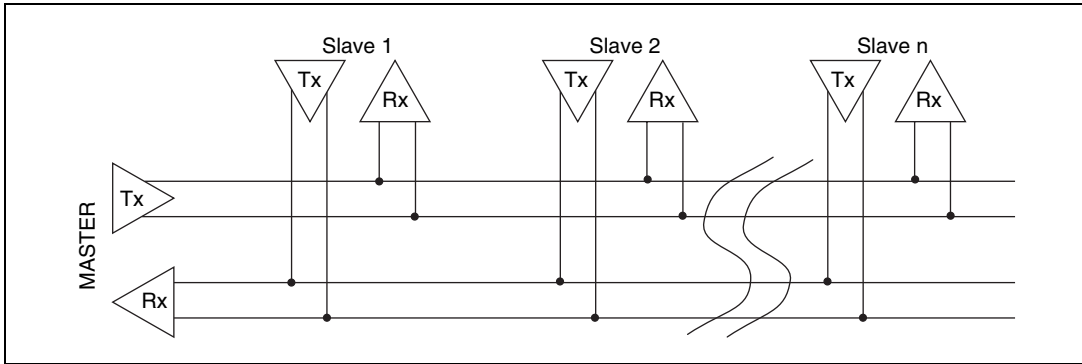 Slave 1
Slave 2
Slave n
Tx
Rx
Tx
Rx
Tx
Rx
MASTER
Tx
Rx